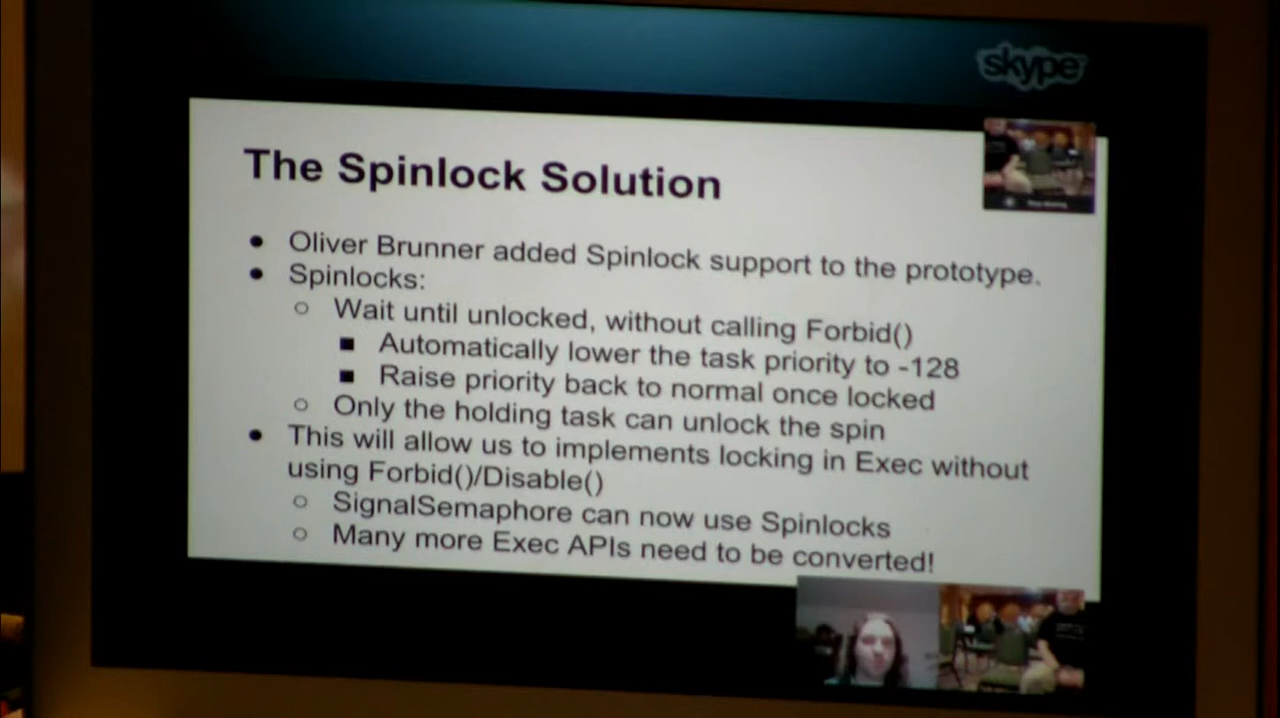 skype
The Spinlock Solution
● Oliver Brunner added Spinlock support to the prototype.
● Spinlocks:
○ Wait until unlocked, without calling Forbid()
■ Automatically lower the task priority to -128
■ Raise priority back to normal once locked
○ Only the holding task can unlock the spin
● This will allow us to implements locking in Exec without
using Forbid()/Disable()
○ SignalSemaphore can now use Spinlocks
○ Many more Exec APIs need to be converted!